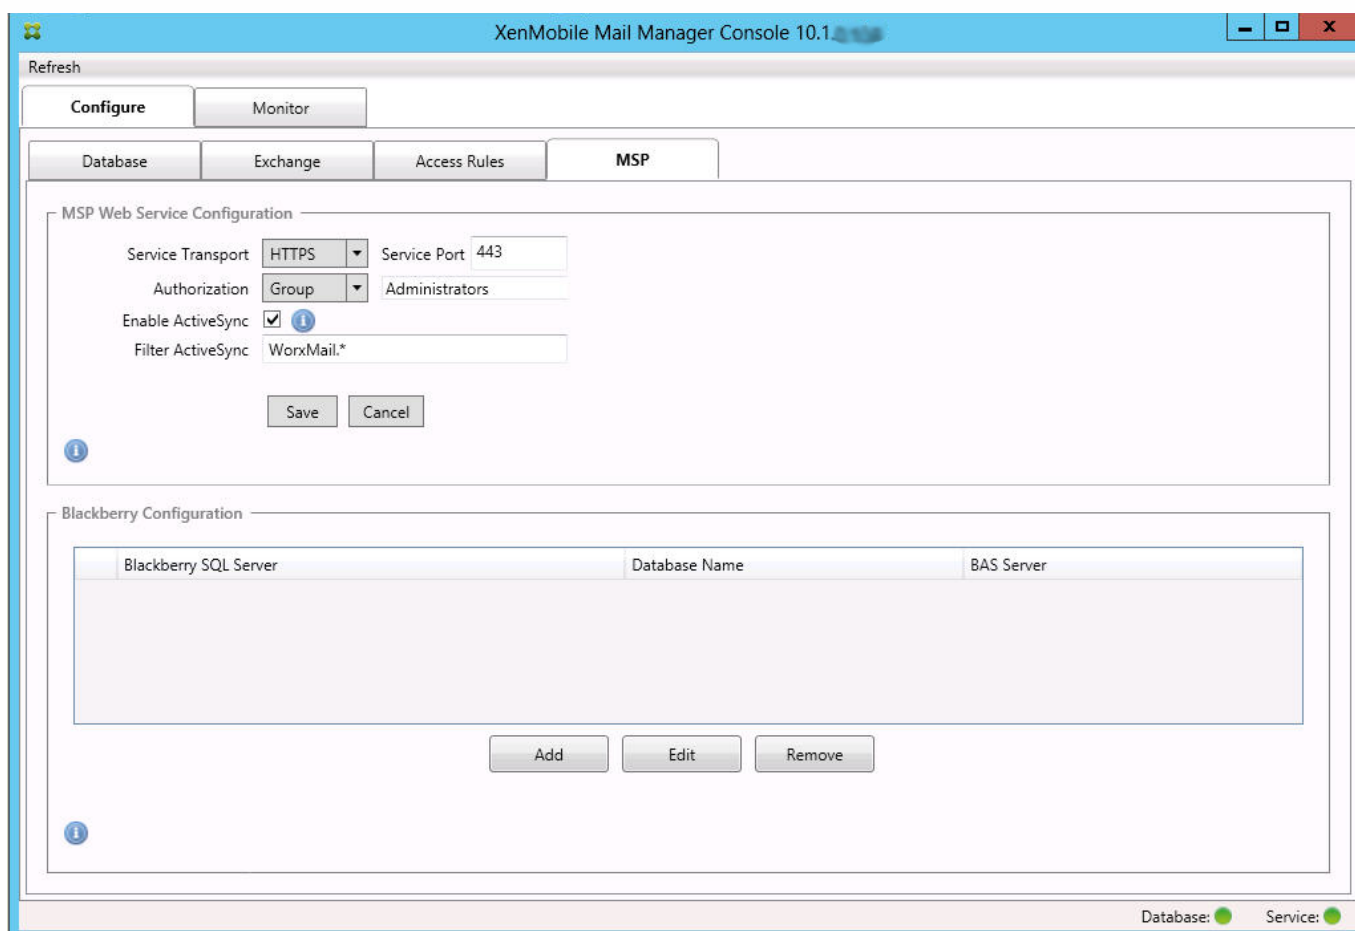 XenMobile Mail Manager Console 10.1.
Refresh
Configure Monitor
Database Exchange Access Rules MSP
MSP Web Service Configuration
Service Transport HTTPS Service Port 443
Authorization Group Administrators
Enable ActiveSync
Filter ActiveSync WorxMail.*
Save Cancel
Blackberry Configuration
Blackberry SQL Server Database Name BAS Server
Add Edit Remove
Database: Service: